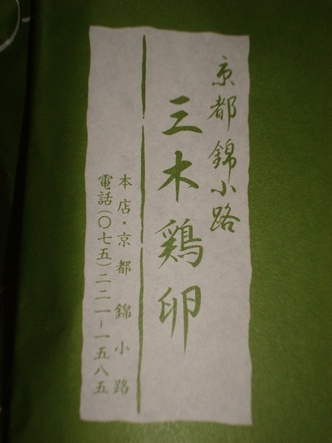 京都錦小路
三木鶏卵
本店・京都錦小路
電話(〇七五)二二一－一五八五